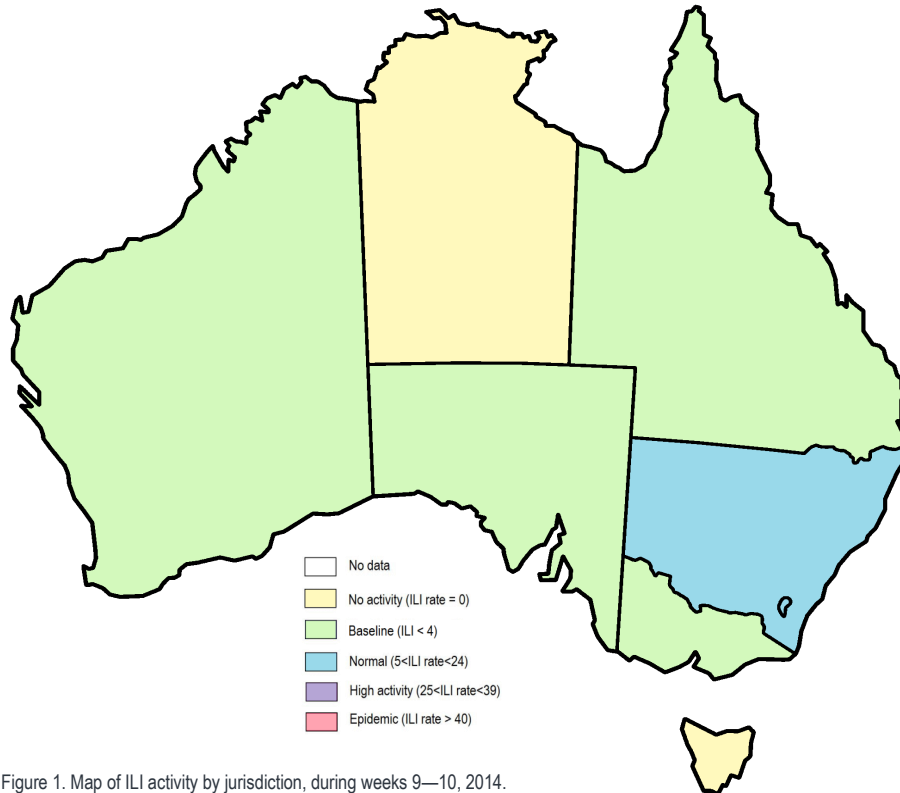 No data
No activity (ILI rate = 0)
Baseline (ILI < 4)
Normal (5<ILI rate<24)
High activity (25<ILI rate<39)
Epidemic (ILI rate > 40)
Figure 1. Map of ILI activity by jurisdiction, during weeks 9—10, 2014.